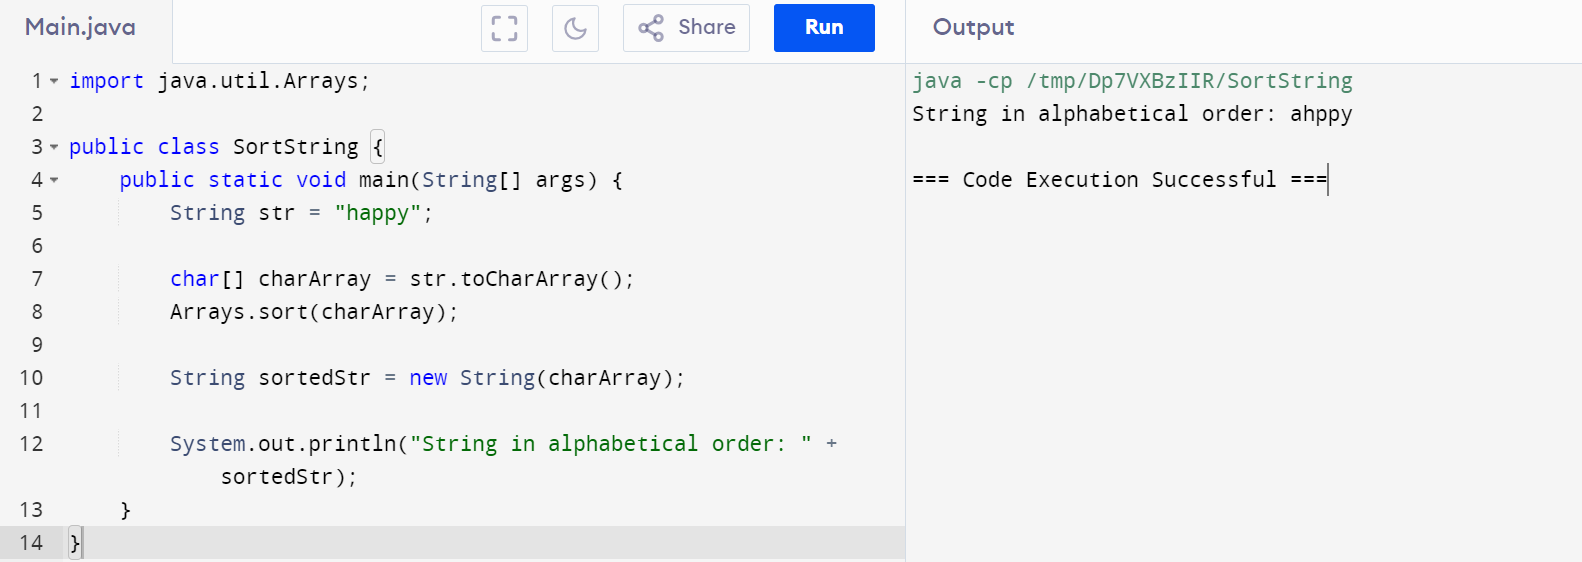 Main.java
Share
Run
Output
1 import java.util.Arrays;
2
3 public class SortString {
4 public static void main(String[] args) {
5 String str = "happy";
6
7 char[] charArray = str.toCharArray();
8 Arrays.sort(charArray);
9
10 String sortedStr = new String(charArray);
11
12 System.out.println("String in alphabetical order: " +
sortedStr);
13 }
14 }
java -cp /tmp/Dp7VXBzIIR/SortString
String in alphabetical order: ahppy
=== Code Execution Successful ===